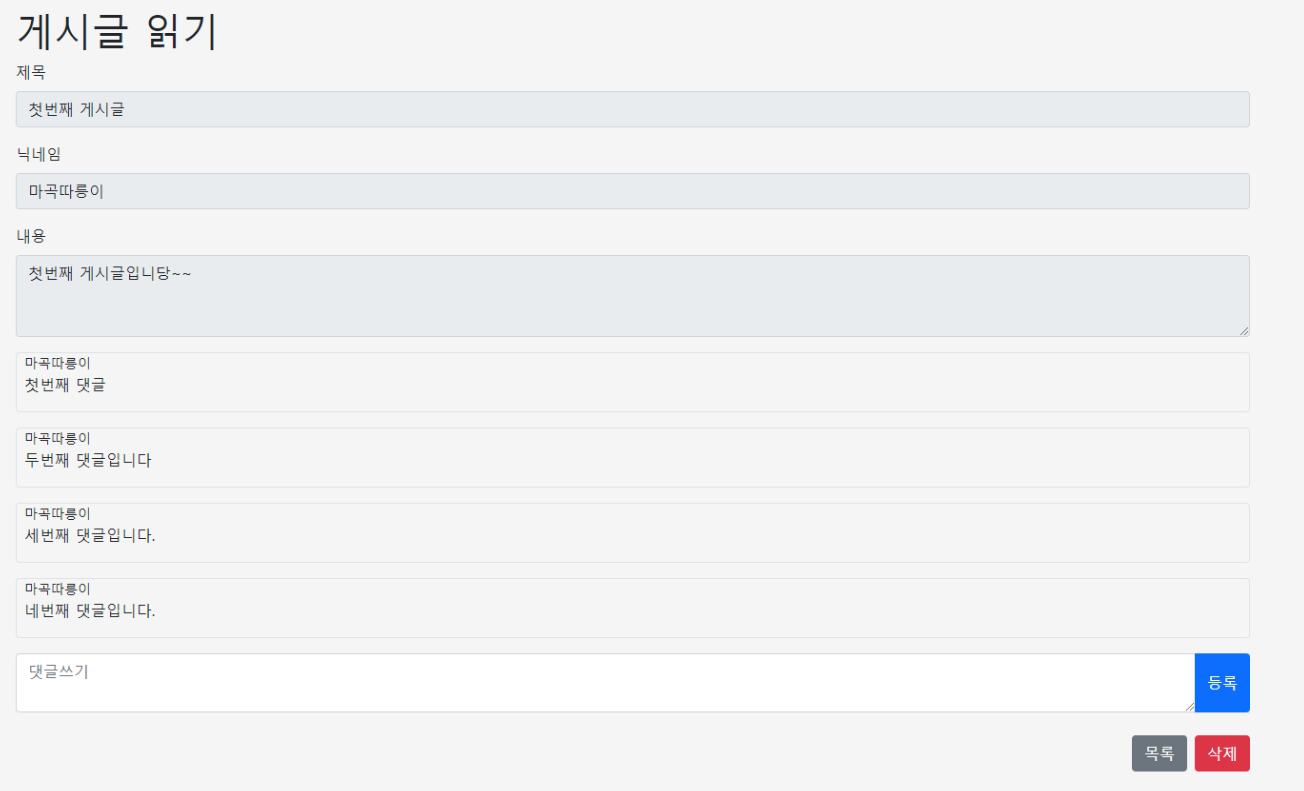 게시글 읽기
제목
첫번째 게시글
닉네임
마곡따릉이
내용
첫번째 게시글입니당~~
마곡따릉이
첫번째 댓글
마곡따릉이
두번째 댓글입니다
마곡따릉이
세번째 댓글입니다.
마곡따릉이
네번째 댓글입니다.
댓글쓰기
등록
목록 삭제